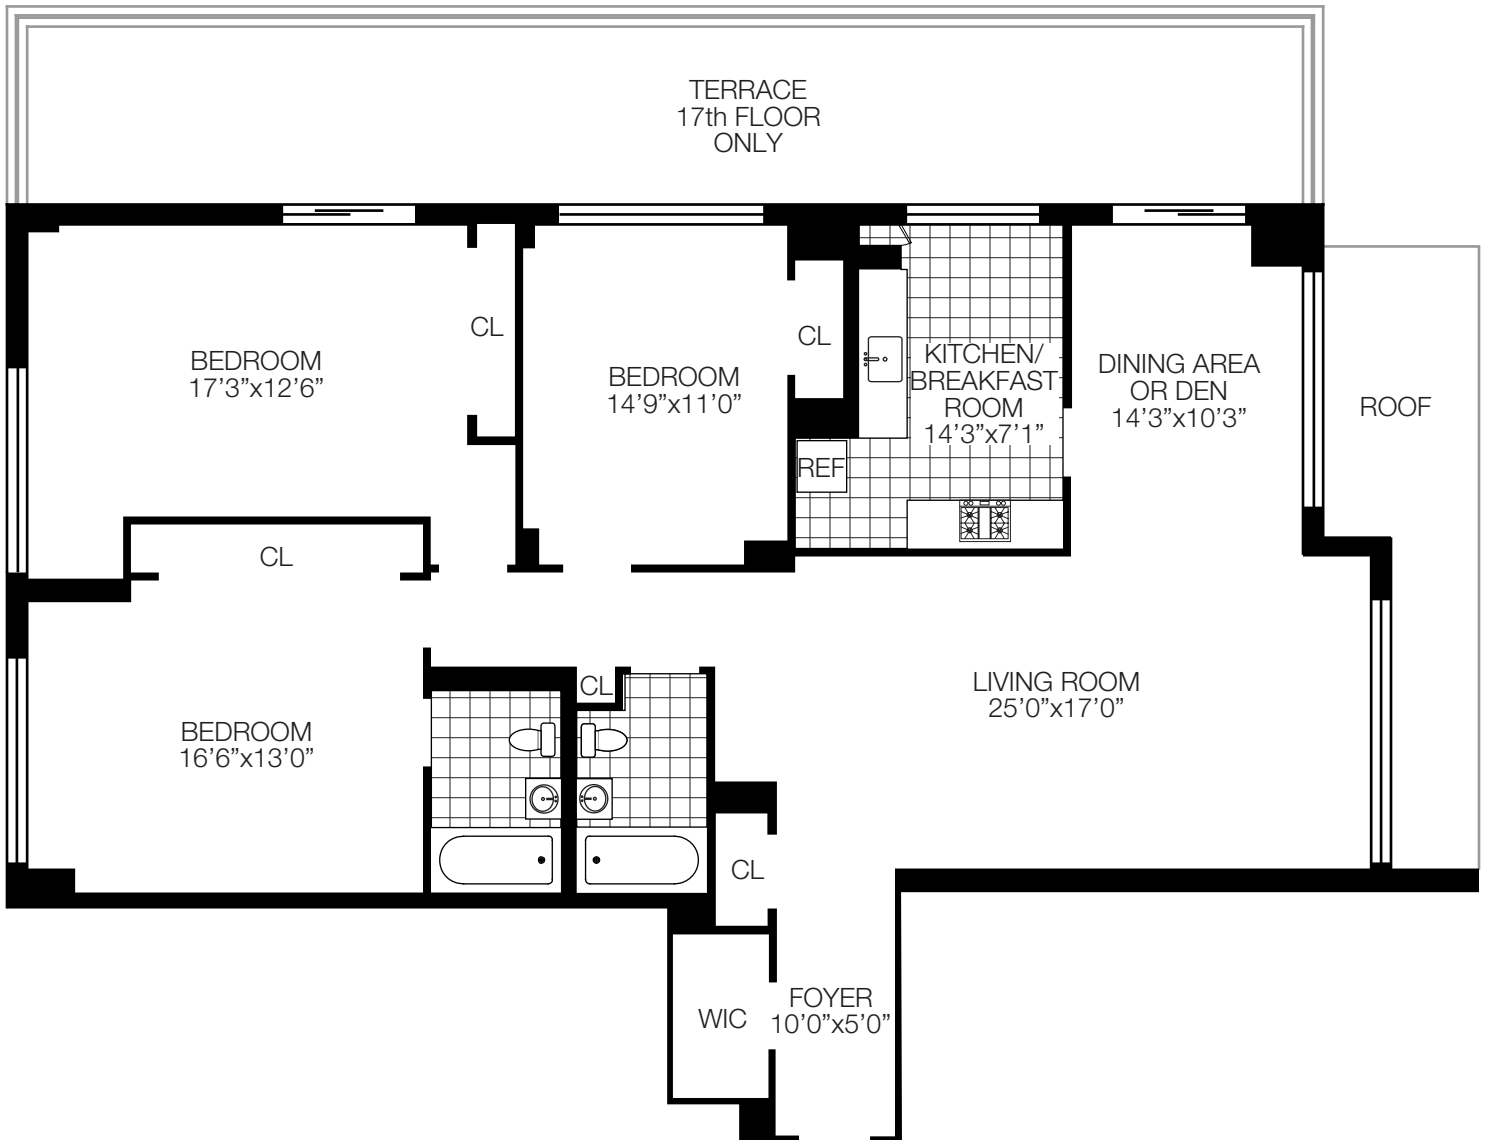 TERRACE
17th FLOOR
ONLY
BEDROOM
17’3”x12’6”
CL
BEDROOM
14’9”x11’0”
CL
KITCHEN/
BREAKFAST
ROOM
14’3”x7’1”
REF
DINING AREA
OR DEN
14’3”x10’3”
ROOF
CL
BEDROOM
16’6”x13’0”
CL
LIVING ROOM
25’0”x17’0”
CL
WIC
FOYER
10’0”x5’0”